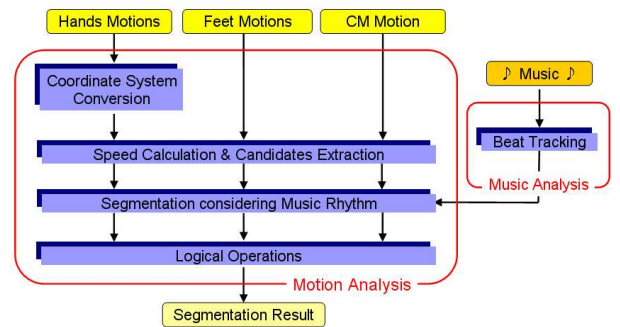 Hands Motions
Feet Motions
CM Motion
♪ Music ♪
Coordinate System
Conversion
Beat Tracking
Speed Calculation & Candidates Extraction
Music Analysis
Segmentation considering Music Rhythm
Logical Operations
Motion Analysis
Segmentation Result